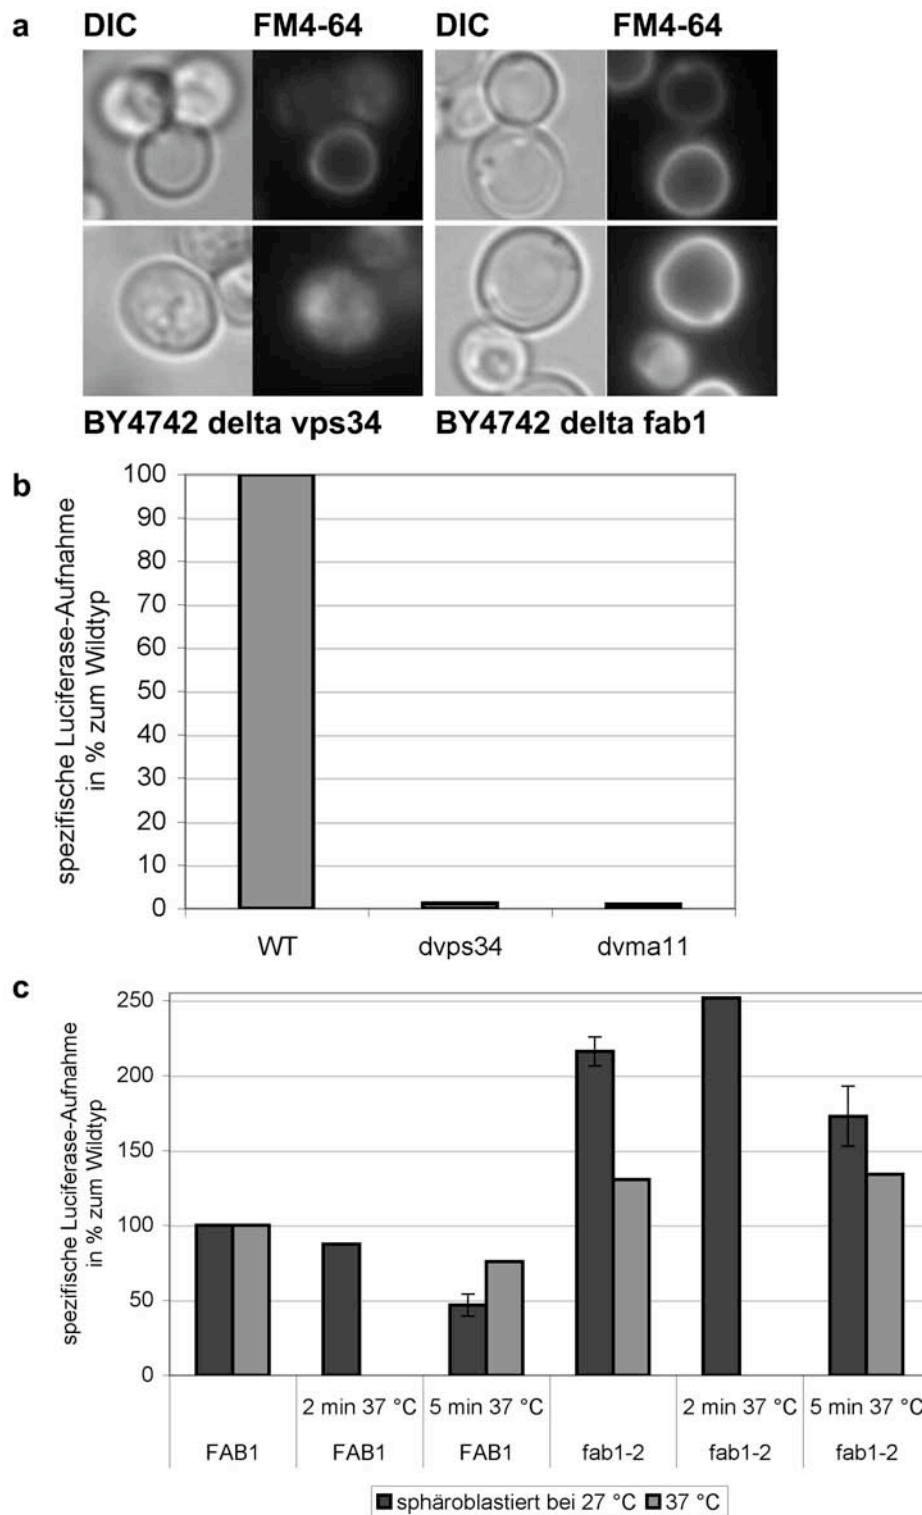 a
DIC FM4-64 DIC FM4-64
BY4742 delta vps34 BY4742 delta fab1
b
spezifische Luciferase-Aufnahme
in % zum Wildtyp
100
90
80
70
60
50
40
30
20
10
0
WT dvps34 dvma11
c
spezifische Luciferase-Aufnahme
in % zum Wildtyp
250
200
150
100
50
0
2 min 37 °C 5 min 37 °C 2 min 37 °C 5 min 37 °C
FAB1 FAB1 FAB1 fab1-2 fab1-2 fab1-2
sphäroblastiert bei 27 °C 37 °C